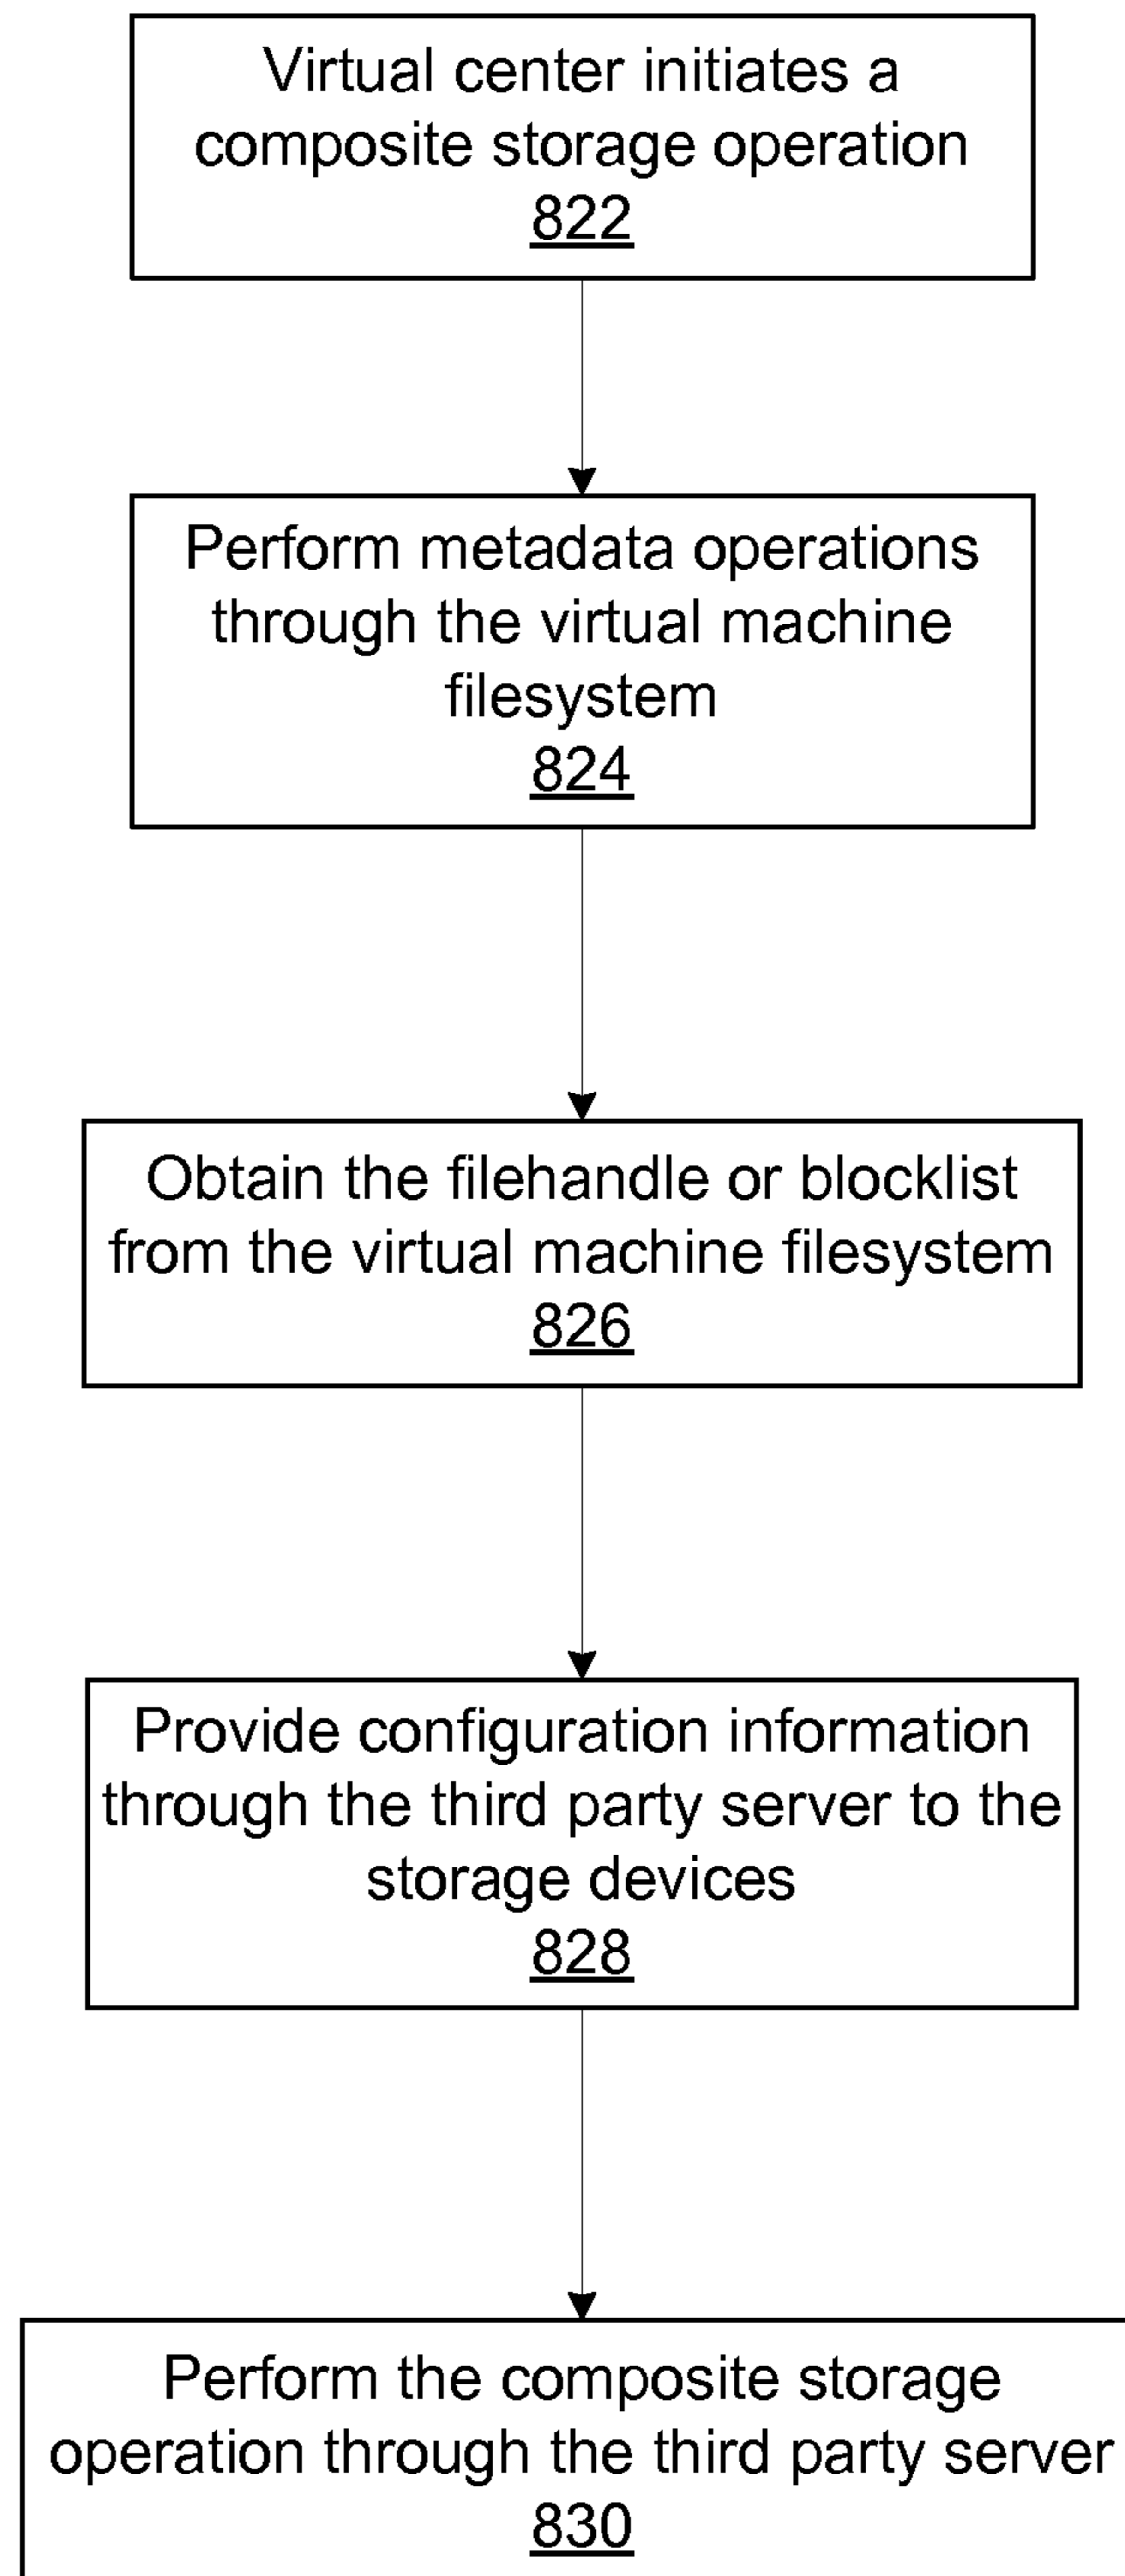 Virtual center initiates a
composite storage operation
822
Perform metadata operations
through the virtual machine
filesystem
824
Obtain the filehandle or blocklist
from the virtual machine filesystem
826
Provide configuration information
through the third party server to the
storage devices
828
Perform the composite storage
operation through the third party server
830